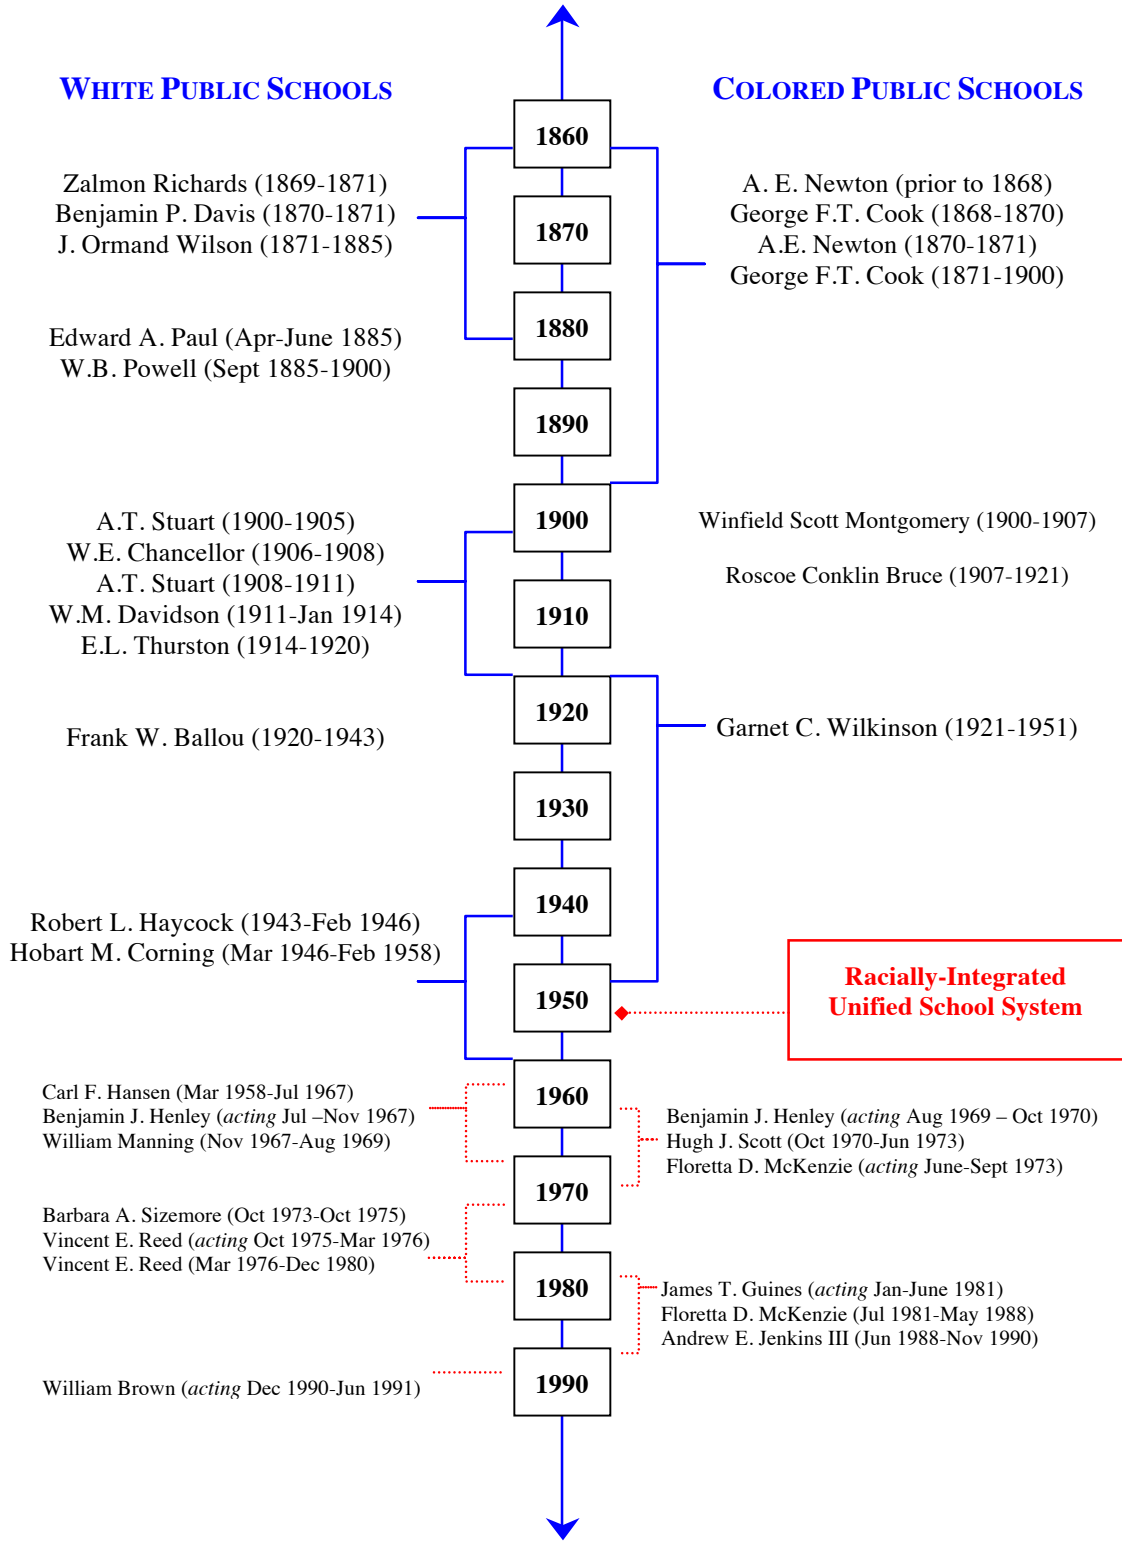 WHITE PUBLIC SCHOOLS
COLORED PUBLIC SCHOOLS
1860
Zalmon Richards (1869-1871)
Benjamin P. Davis (1870-1871)
J. Ormand Wilson (1871-1885)
A. E. Newton (prior to 1868)
George F.T. Cook (1868-1870)
A.E. Newton (1870-1871)
George F.T. Cook (1871-1900)
1870
1880
Edward A. Paul (Apr-June 1885)
W.B. Powell (Sept 1885-1900)
1890
1900
A.T. Stuart (1900-1905)
W.E. Chancellor (1906-1908)
A.T. Stuart (1908-1911)
W.M. Davidson (1911-Jan 1914)
E.L. Thurston (1914-1920)
Winfield Scott Montgomery (1900-1907)
Roscoe Conklin Bruce (1907-1921)
1910
1920
Frank W. Ballou (1920-1943)
Garnet C. Wilkinson (1921-1951)
1930
1940
Robert L. Haycock (1943-Feb 1946)
Hobart M. Corning (Mar 1946-Feb 1958)
1950
Racially-Integrated
Unified School System
1960
Carl F. Hansen (Mar 1958-Jul 1967)
Benjamin J. Henley (acting Jul –Nov 1967)
William Manning (Nov 1967-Aug 1969)
Benjamin J. Henley (acting Aug 1969 – Oct 1970)
Hugh J. Scott (Oct 1970-Jun 1973)
Floretta D. McKenzie (acting June-Sept 1973)
1970
Barbara A. Sizemore (Oct 1973-Oct 1975)
Vincent E. Reed (acting Oct 1975-Mar 1976)
Vincent E. Reed (Mar 1976-Dec 1980)
1980
James T. Guines (acting Jan-June 1981)
Floretta D. McKenzie (Jul 1981-May 1988)
Andrew E. Jenkins III (Jun 1988-Nov 1990)
1990
William Brown (acting Dec 1990-Jun 1991)